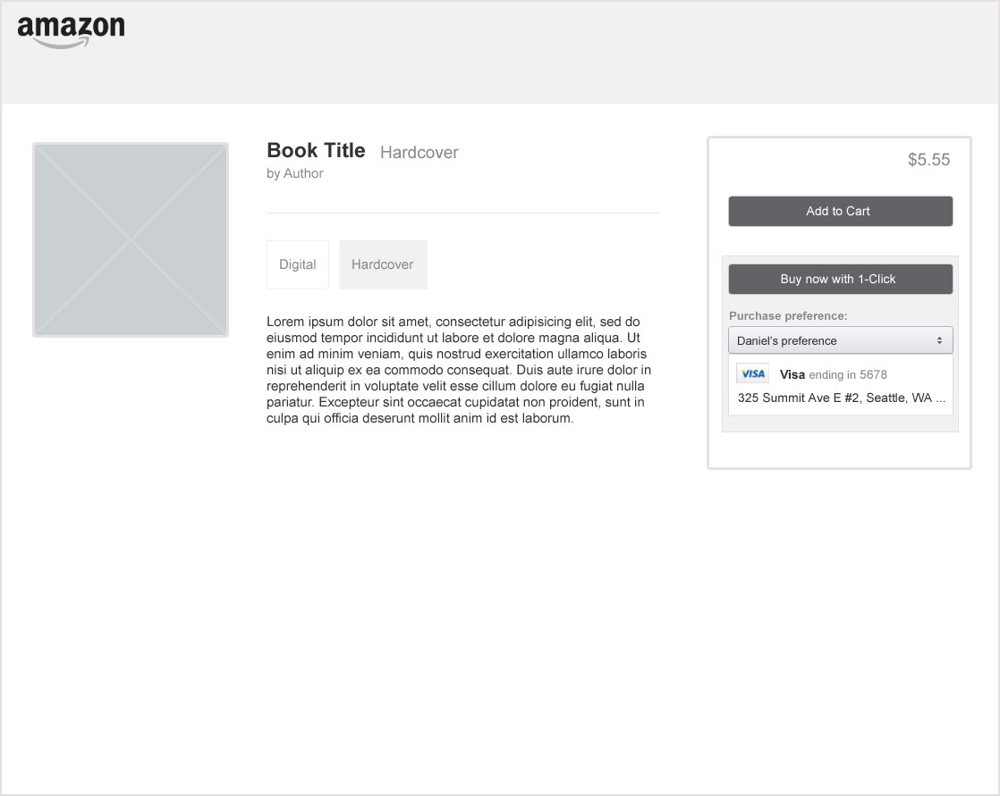 amazon
Book Title Hardcover
by Author
Digital
Hardcover
Lorem ipsum dolor sit amet, consectetur adipisicing elit, sed do
eiusmod tempor incididunt ut labore et dolore magna aliqua. Ut
enim ad minim veniam, quis nostrud exercitation ullamco laboris
nisi ut aliquip ex ea commodo consequat. Duis aute irure dolor in
reprehenderit in voluptate velit esse cillum dolore eu fugiat nulla
pariatur. Excepteur sint occaecat cupidatat non proident, sunt in
culpa qui officia deserunt mollit anim id est laborum.
$5.55
Add to Cart
Buy now with 1-Click
Purchase preference:
Daniel's preference
VISA Visa ending in 5678
325 Summit Ave E #2, Seattle, WA ...